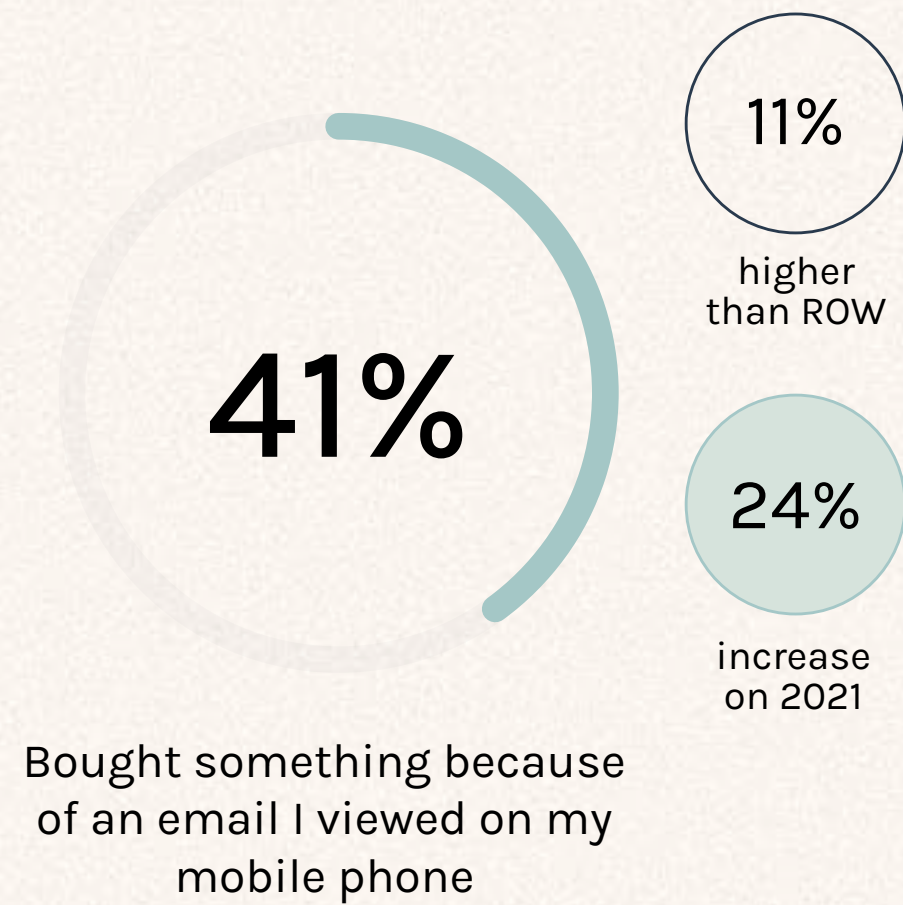 41%
Bought something because
of an email I viewed on my
mobile phone
11%
higher
than ROW
24%
increase
on 2021